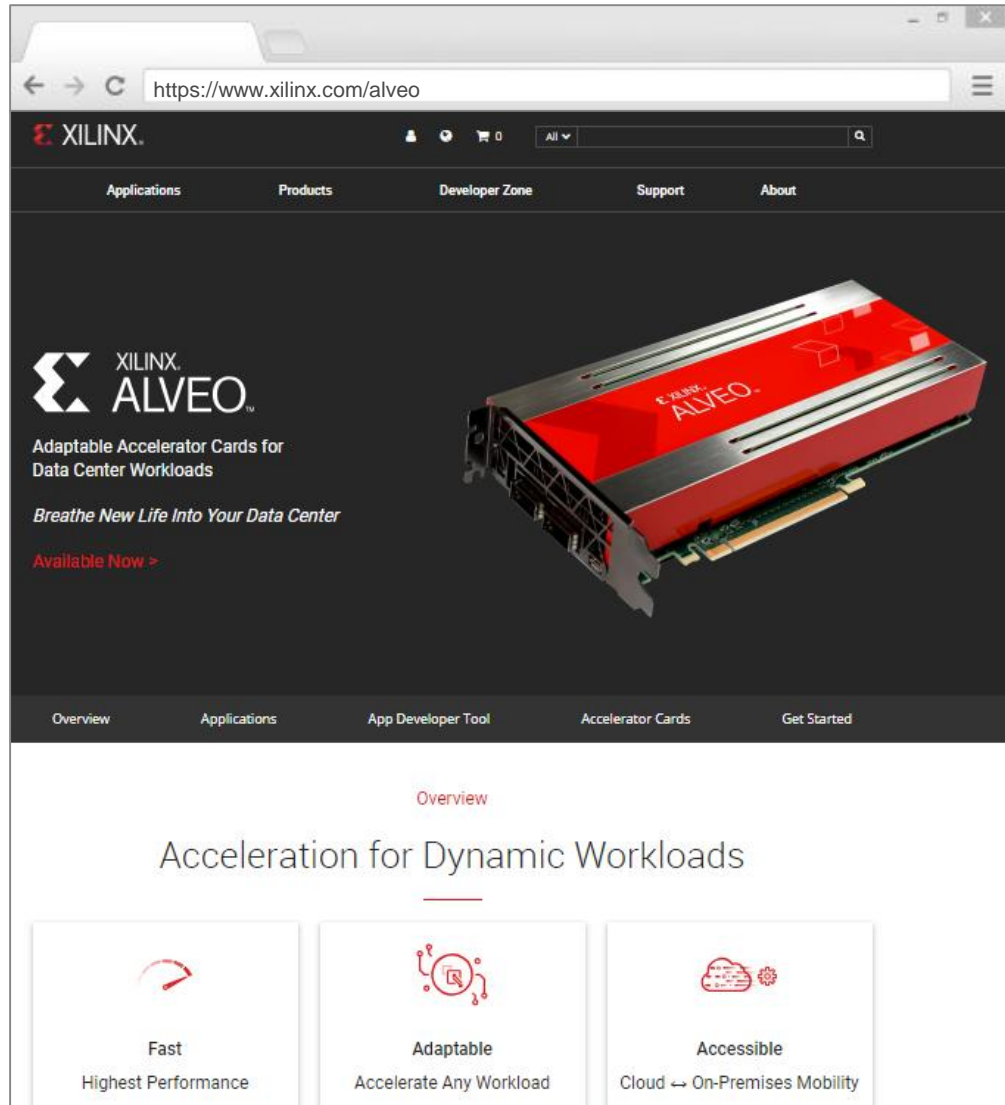 https://www.xilinx.com/alveo
XILINX.
0
All
Applications Products Developer Zone Support About
XILINX.
ALVEO™
Adaptable Accelerator Cards for
Data Center Workloads
Breathe New Life Into Your Data Center
Available Now >
XILINX.
ALVEO™
Overview Applications App Developer Tool Accelerator Cards Get Started
Overview
Acceleration for Dynamic Workloads
Fast
Highest Performance
Adaptable
Accelerate Any Workload
Accessible
Cloud ↔ On-Premises Mobility